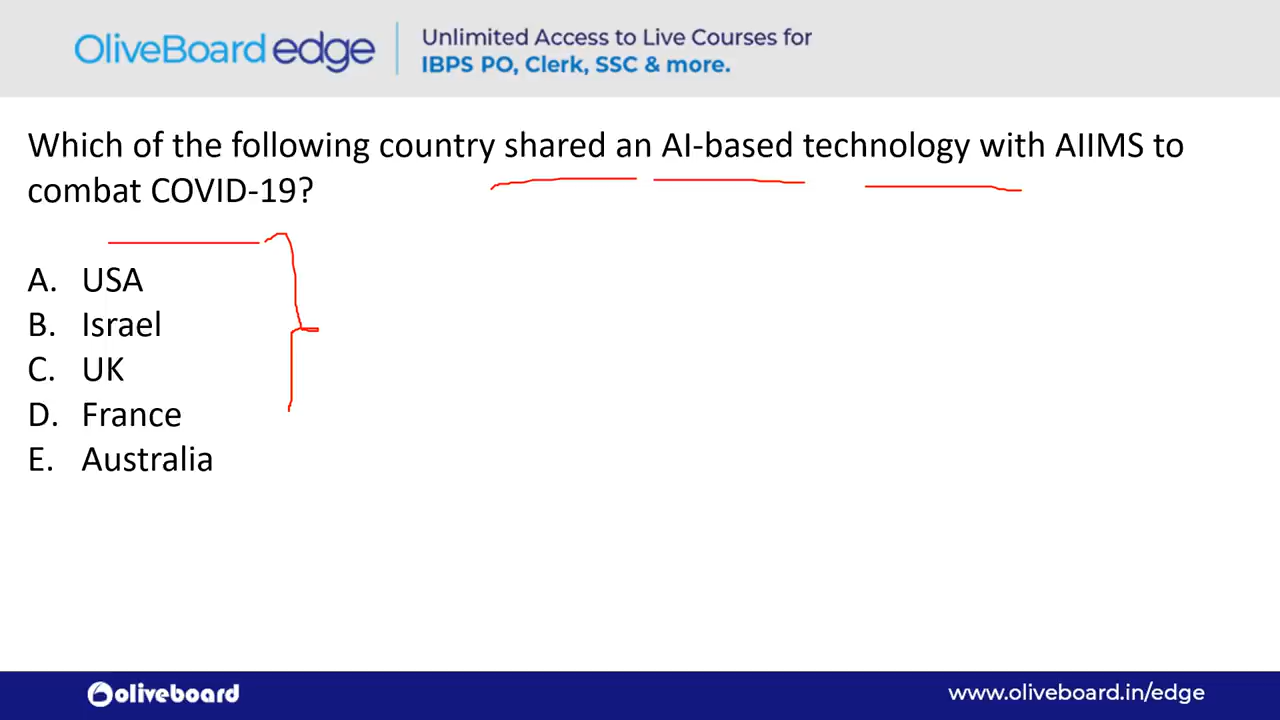 OliveBoard edge
Unlimited Access to Live Courses for
IBPS PO, Clerk, SSC & more.
Which of the following country shared an AI-based technology with AIIMS to
combat COVID-19?
A. USA
B. Israel
C. UK
D. France
E. Australia
oliveboard
www.oliveboard.in/edge